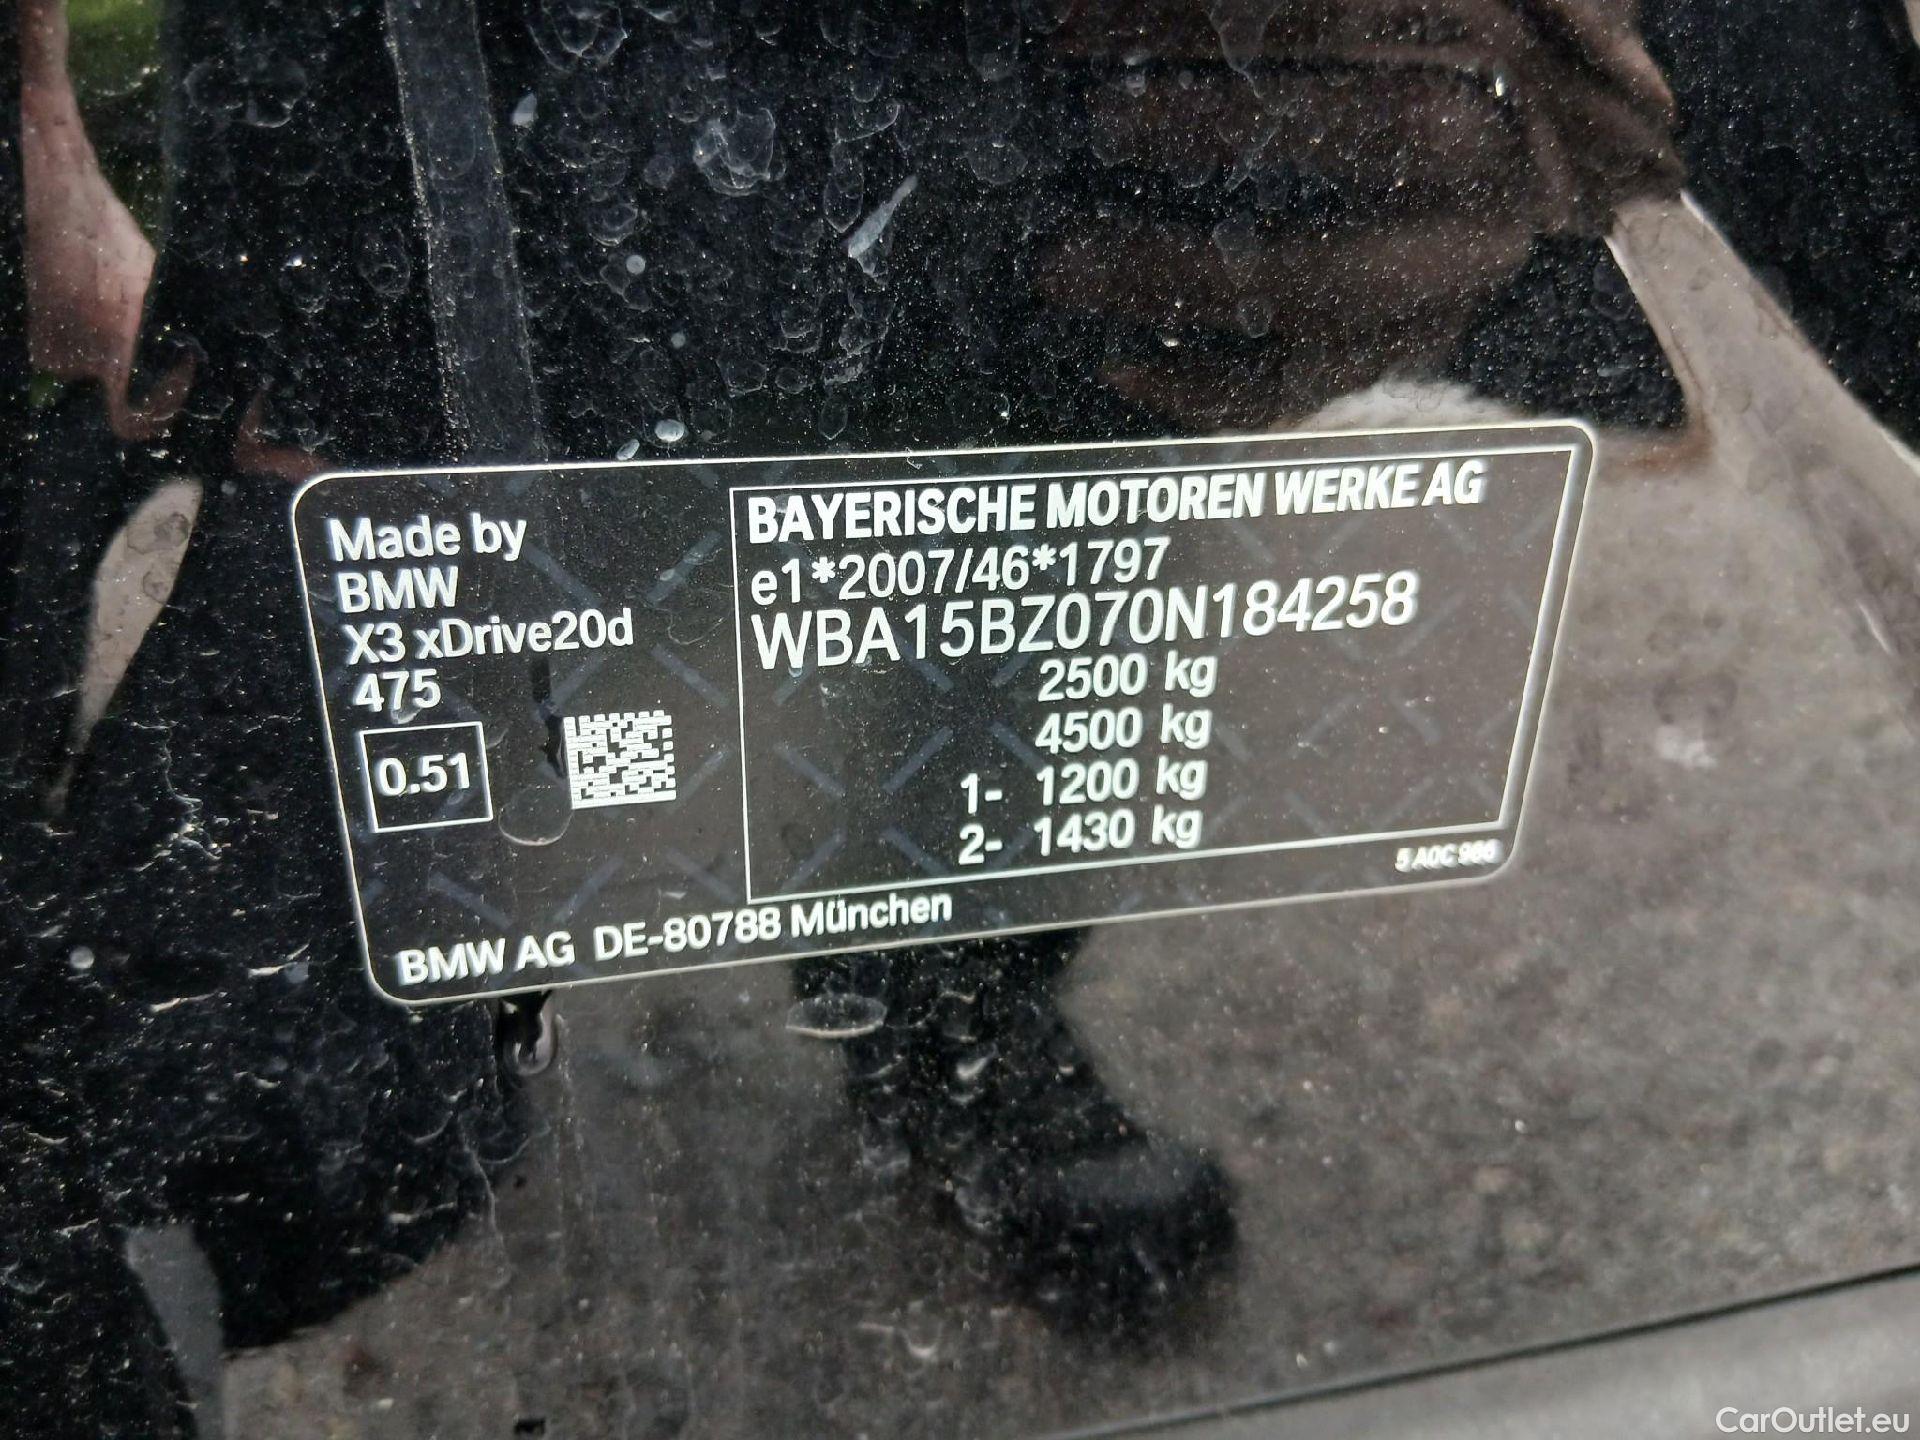 Made by
BMW
X3 xDrive20d
475
0.51
BAYERISCHE MOTOREN WERKE AG
e1*2007/46*1797
WBA15BZ070N184258
2500 kg
4500 kg
1- 1200 kg
2- 1430 kg
5 A0C 986
BMW AG DE-80788 München
CarOutlet.eu